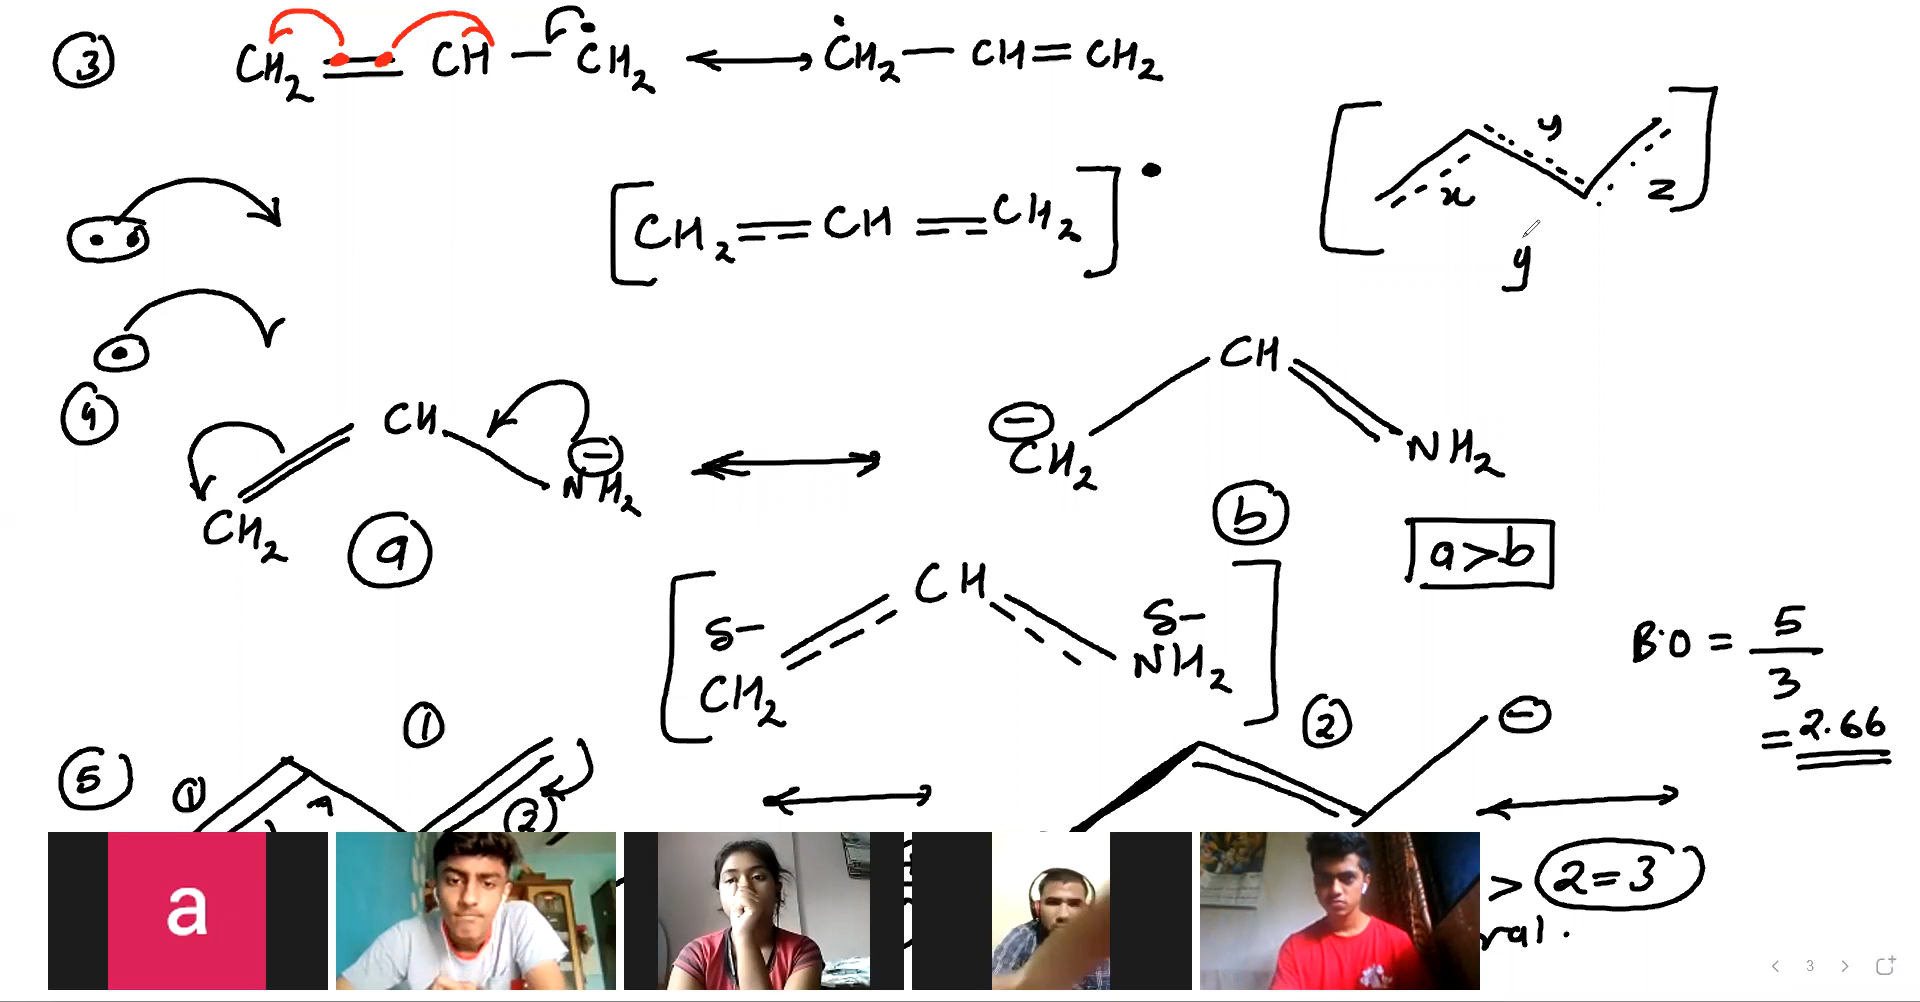 ③ CH₂ = CH – ĊH₂ ⟷ ĊH₂ – CH = CH₂
[CH₂ == CH == CH₂]•
x y z
y
④ CH₂ CH NH₂ ⊖ ⟷ ⊖ CH₂ CH NH₂
ⓐ ⓑ
a > b
[δ– CH₂ CH δ– NH₂]
B.O = 5/3
= 2.66
⑤ ① ① ② ⟷ ② ⊖ ⟷
a
> 2 = 3
ral.
3